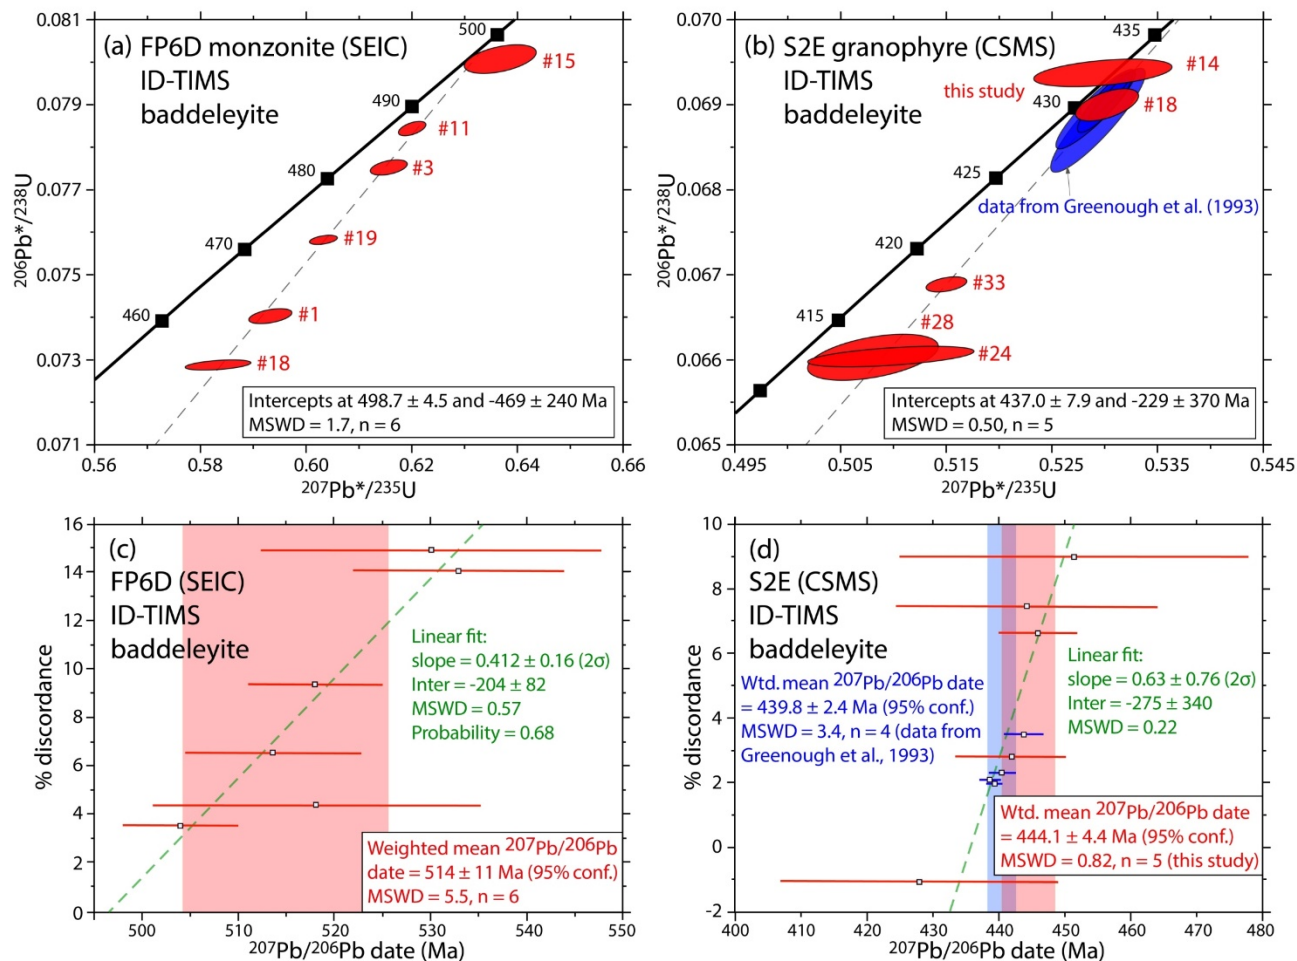 (a) FP6D monzonite (SEIC)
ID-TIMS
baddeleyite
0.081
0.079
0.077
0.075
0.073
0.071
206Pb*/238U
500
490
480
470
460
#15
#11
#3
#19
#1
#18
Intercepts at 498.7 ± 4.5 and -469 ± 240 Ma
MSWD = 1.7, n = 6
0.56 0.58 0.60 0.62 0.64 0.66
207Pb*/235U
(b) S2E granophyre (CSMS)
ID-TIMS
baddeleyite
0.070
0.069
0.068
0.067
0.066
0.065
206Pb*/238U
435
430
425
420
415
#14
this study
#18
data from Greenough et al. (1993)
#33
#28
#24
Intercepts at 437.0 ± 7.9 and -229 ± 370 Ma
MSWD = 0.50, n = 5
0.495 0.505 0.515 0.525 0.535 0.545
207Pb*/235U
(c)
FP6D (SEIC)
ID-TIMS
baddeleyite
16
14
12
10
8
6
4
2
0
% discordance
Linear fit:
slope = 0.412 ± 0.16 (2σ)
Inter = -204 ± 82
MSWD = 0.57
Probability = 0.68
Weighted mean 207Pb/206Pb
date = 514 ± 11 Ma (95% conf.)
MSWD = 5.5, n = 6
500 510 520 530 540 550
207Pb/206Pb date (Ma)
(d)
S2E (CSMS)
ID-TIMS
baddeleyite
10
8
6
4
2
0
-2
% discordance
Wtd. mean 207Pb/206Pb date
= 439.8 ± 2.4 Ma (95% conf.)
MSWD = 3.4, n = 4 (data from
Greenough et al., 1993)
Linear fit:
slope = 0.63 ± 0.76 (2σ)
Inter = -275 ± 340
MSWD = 0.22
Wtd. mean 207Pb/206Pb date
= 444.1 ± 4.4 Ma (95% conf.)
MSWD = 0.82, n = 5 (this study)
400 410 420 430 440 450 460 470 480
207Pb/206Pb date (Ma)